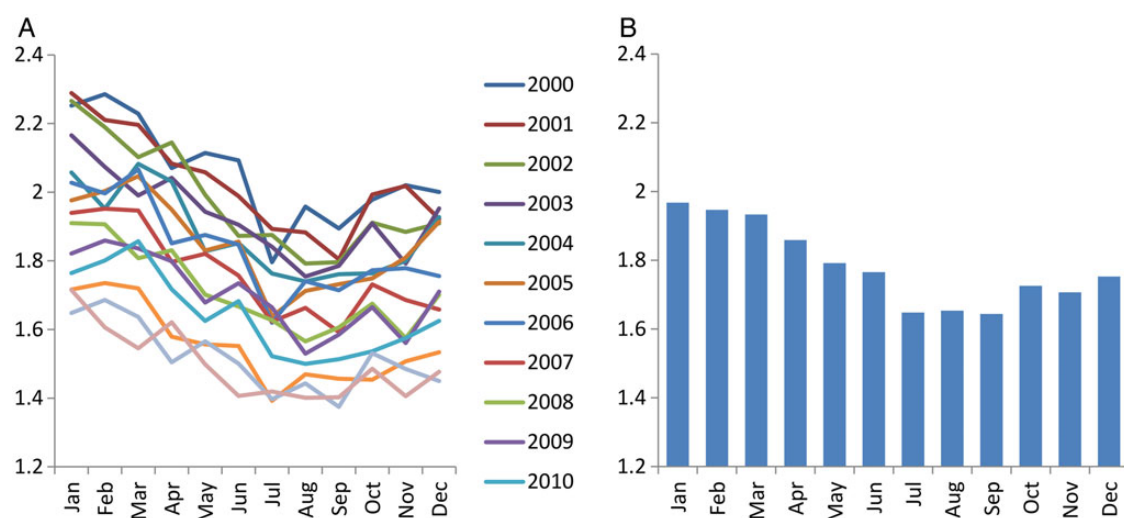 A
2.4
2.2
2
1.8
1.6
1.4
1.2
Jan
Feb
Mar
Apr
May
Jun
Jul
Aug
Sep
Oct
Nov
Dec
2000
2001
2002
2003
2004
2005
2006
2007
2008
2009
2010
B
2.4
2.2
2
1.8
1.6
1.4
1.2
Jan
Feb
Mar
Apr
May
Jun
Jul
Aug
Sep
Oct
Nov
Dec